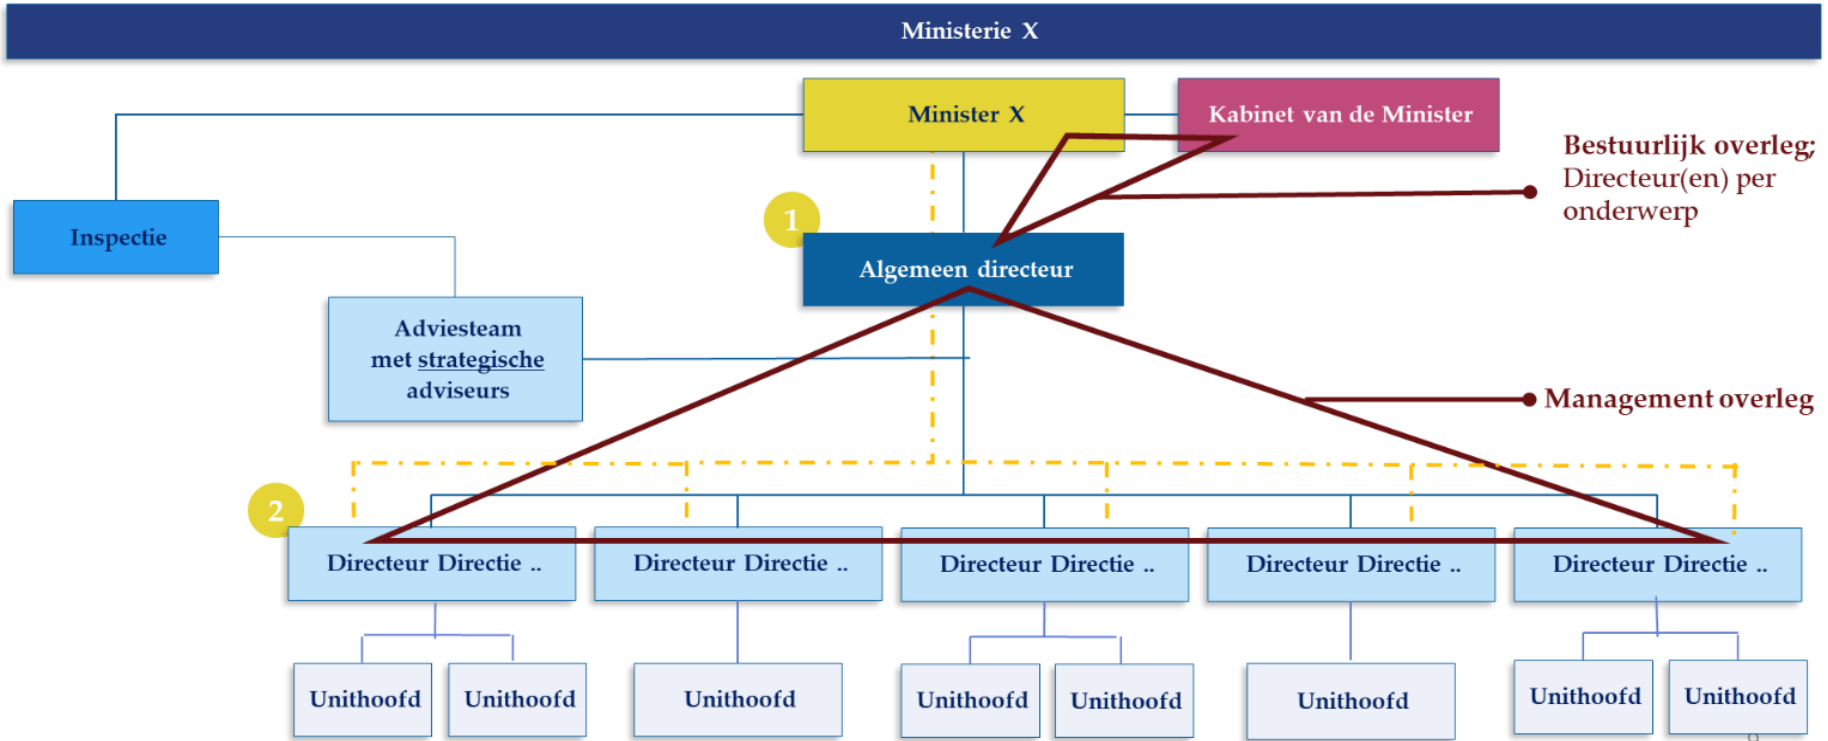 Ministerie X
Minister X
Kabinet van de Minister
Bestuurlijk overleg;
Directeur(en) per
onderwerp
1
Inspectie
Algemeen directeur
Adviesteam
met strategische
adviseurs
Management overleg
2
Directeur Directie ..
Directeur Directie ..
Directeur Directie ..
Directeur Directie ..
Directeur Directie ..
Unithoofd
Unithoofd
Unithoofd
Unithoofd
Unithoofd
Unithoofd
Unithoofd
Unithoofd